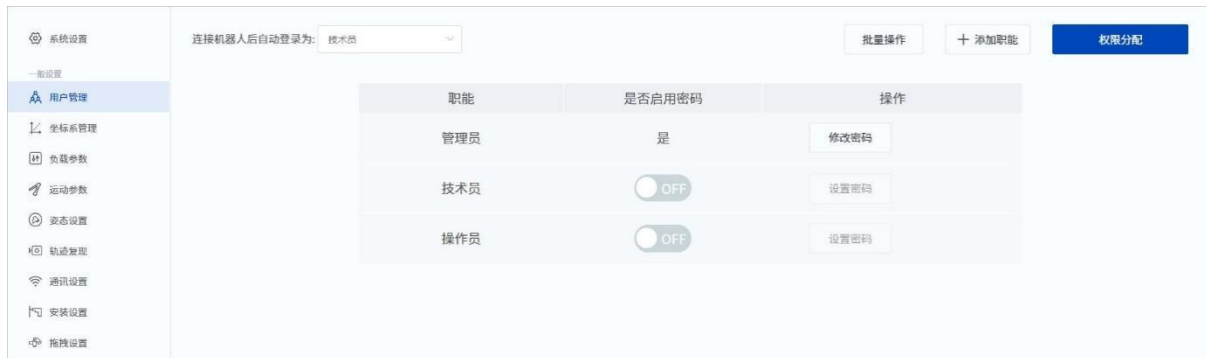 系统设置
一般设置
用户管理
坐标系管理
负载参数
运动参数
姿态设置
轨迹复现
通讯设置
安装设置
拖拽设置
连接机器人后自动登录为: 技术员
批量操作
添加职能
权限分配
职能 是否启用密码 操作
管理员 是 修改密码
技术员 OFF 设置密码
操作员 OFF 设置密码